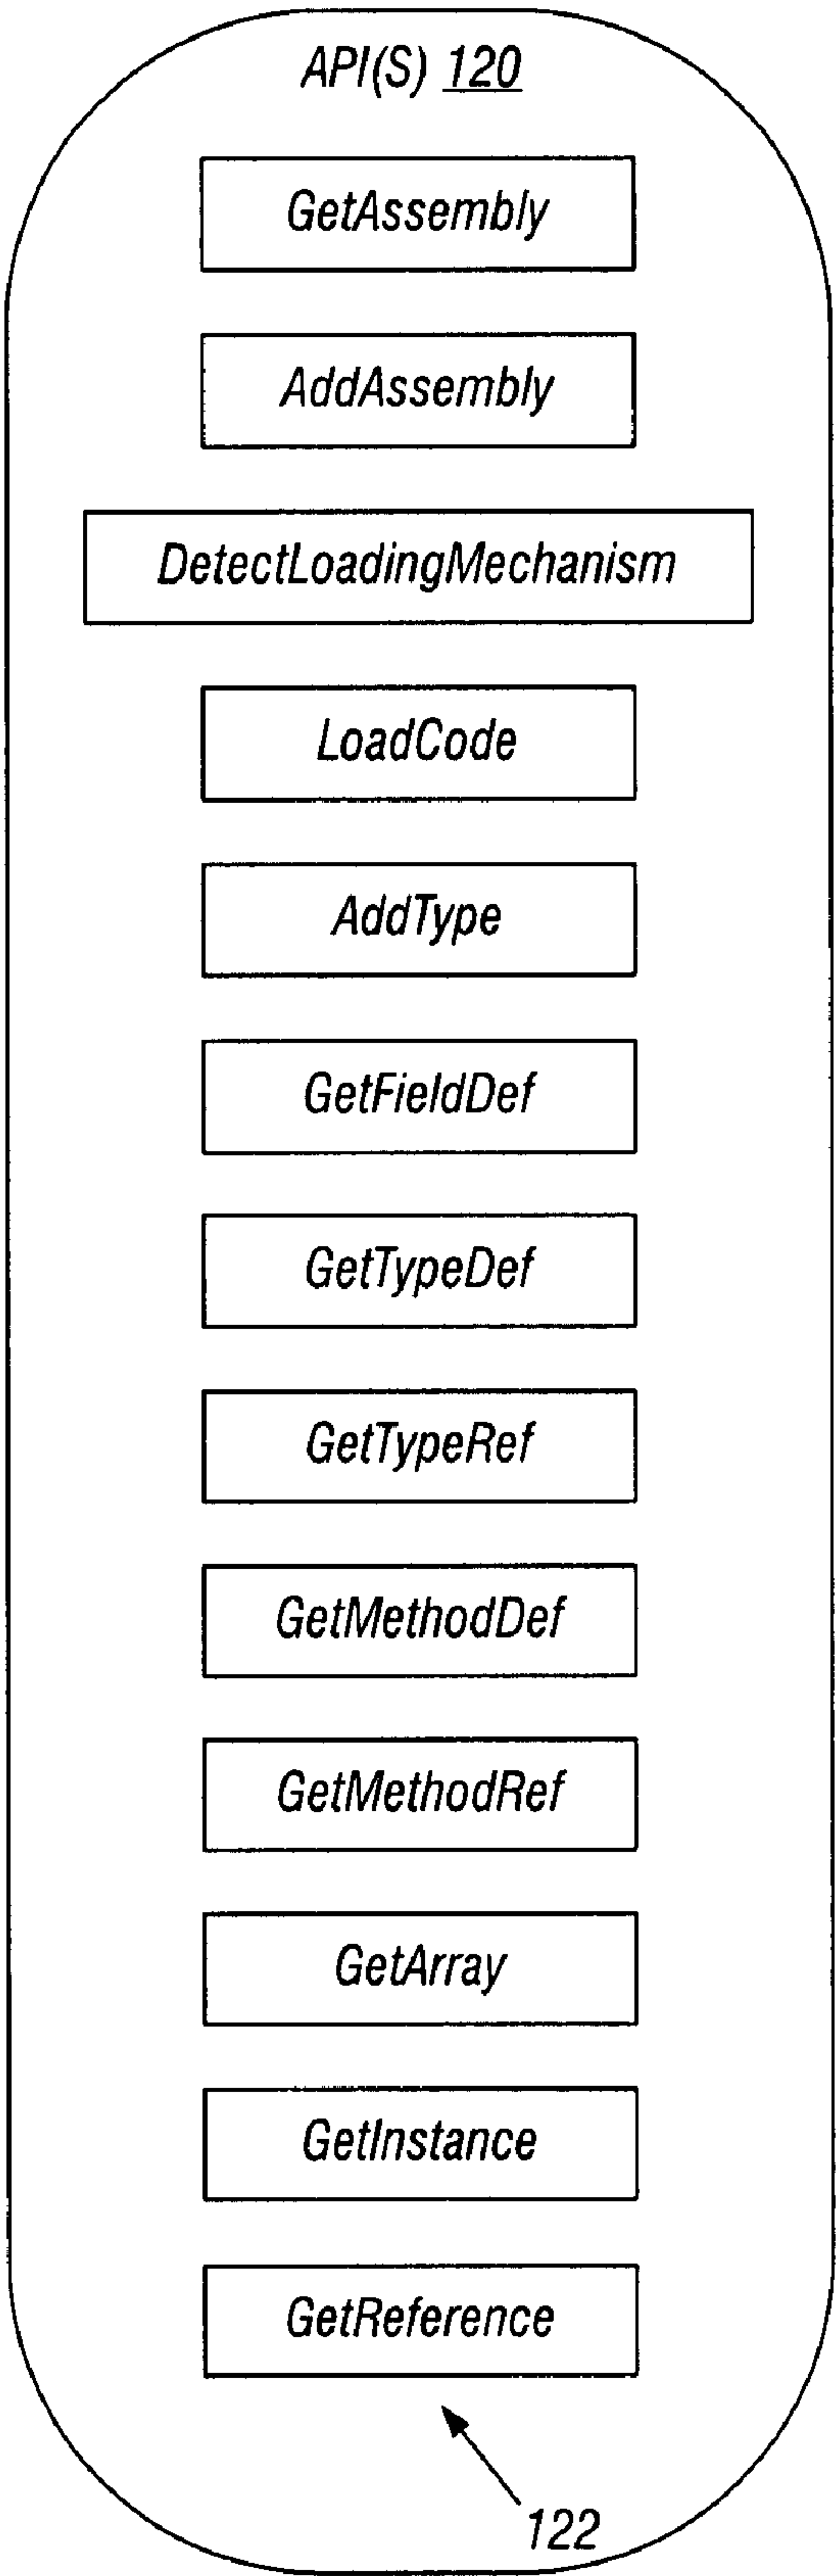 API(S) 120
GetAssembly
AddAssembly
DetectLoadingMechanism
LoadCode
AddType
GetFieldDef
GetTypeDef
GetTypeRef
GetMethodDef
GetMethodRef
GetArray
GetInstance
GetReference
122